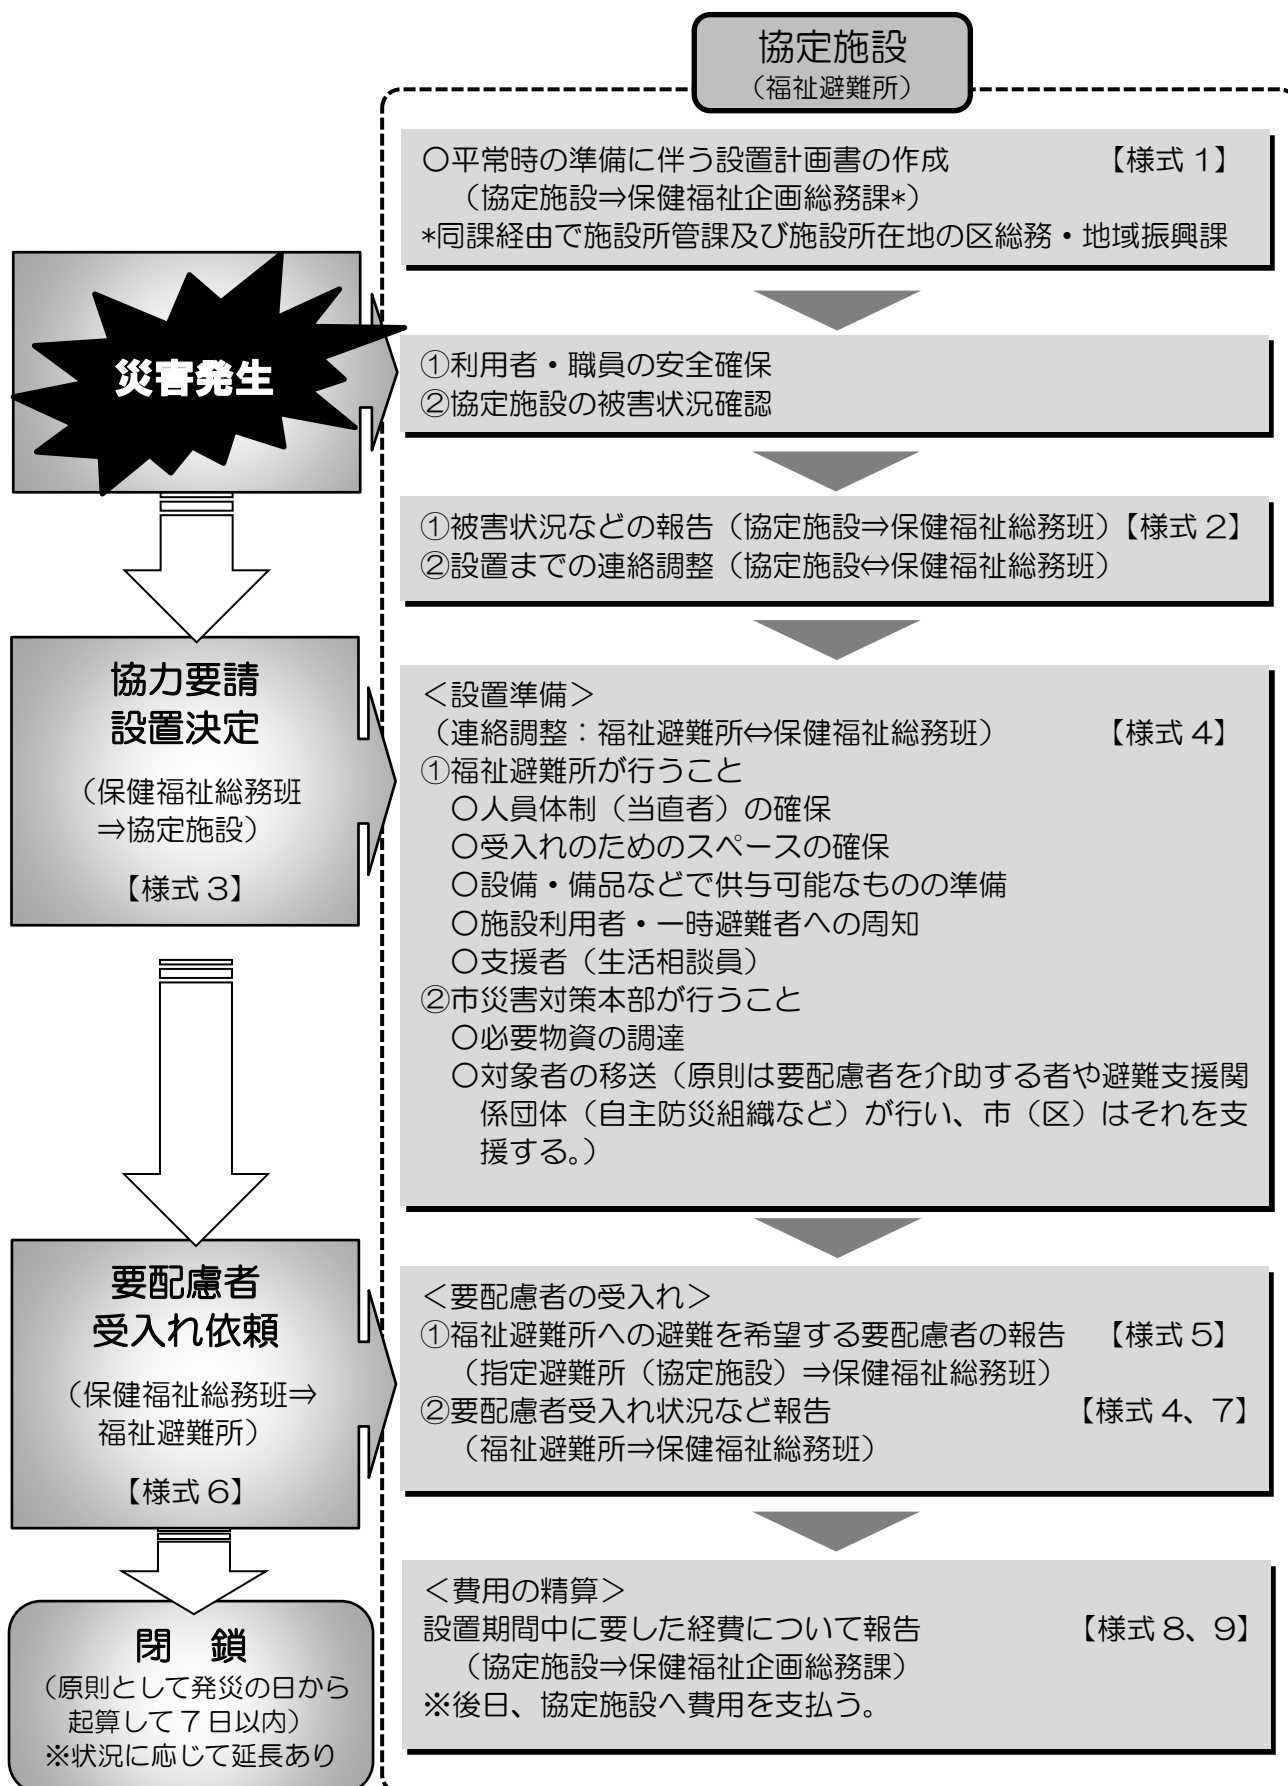 協定施設
（福祉避難所）
〇平常時の準備に伴う設置計画書の作成　【様式１】
（協定施設⇒保健福祉企画総務課*）
*同課経由で施設所管課及び施設所在地の区総務・地域振興課
災害発生
①利用者・職員の安全確保
②協定施設の被害状況確認
①被害状況などの報告（協定施設⇒保健福祉総務班）【様式２】
②設置までの連絡調整（協定施設⇔保健福祉総務班）
協力要請
設置決定
（保健福祉総務班
⇒協定施設）
【様式３】
＜設置準備＞
（連絡調整：福祉避難所⇔保健福祉総務班）　【様式４】
①福祉避難所が行うこと
〇人員体制（当直者）の確保
〇受入れのためのスペースの確保
〇設備・備品などで供与可能なものの準備
〇施設利用者・一時避難者への周知
〇支援者（生活相談員）
②市災害対策本部が行うこと
〇必要物資の調達
〇対象者の移送（原則は要配慮者を介助する者や避難支援関
係団体（自主防災組織など）が行い、市（区）はそれを支
援する。）
要配慮者
受入れ依頼
（保健福祉総務班⇒
福祉避難所）
【様式６】
＜要配慮者の受入れ＞
①福祉避難所への避難を希望する要配慮者の報告　【様式５】
（指定避難所（協定施設）⇒保健福祉総務班）
②要配慮者受入れ状況など報告　【様式４、７】
（福祉避難所⇒保健福祉総務班）
閉　鎖
（原則として発災の日から
起算して７日以内）
※状況に応じて延長あり
＜費用の精算＞
設置期間中に要した経費について報告　【様式８、９】
（協定施設⇒保健福祉企画総務課）
※後日、協定施設へ費用を支払う。